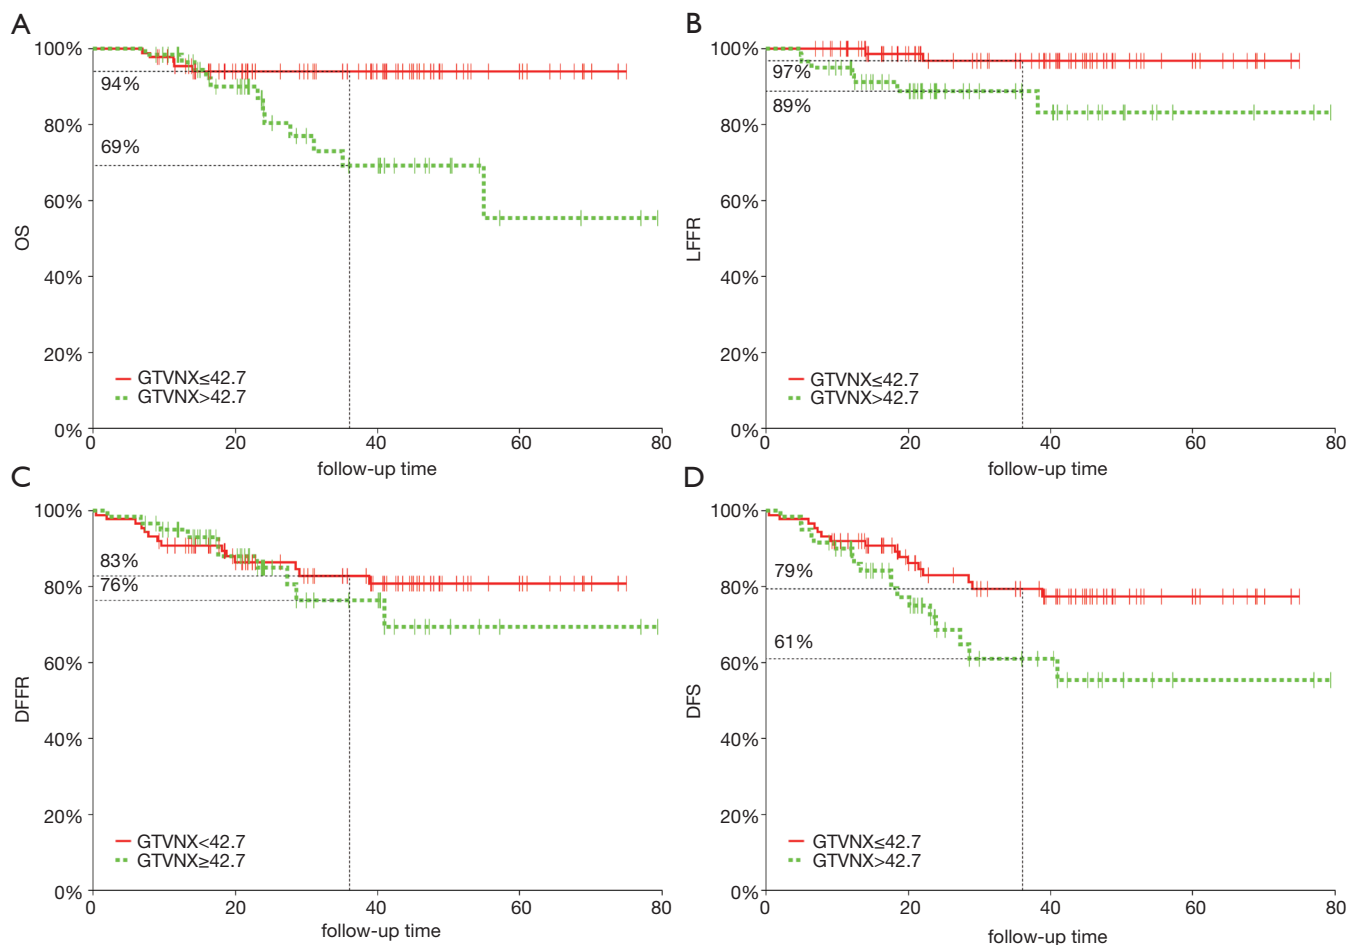 A
100%
80%
60%
40%
20%
0%
OS
94%
69%
GTVNX≤42.7
GTVNX>42.7
0 20 40 60 80
follow-up time
B
100%
80%
60%
40%
20%
0%
LFFR
97%
89%
GTVNX≤42.7
GTVNX>42.7
0 20 40 60 80
follow-up time
C
100%
80%
60%
40%
20%
0%
DFFR
83%
76%
GTVNX<42.7
GTVNX≥42.7
0 20 40 60 80
follow-up time
D
100%
80%
60%
40%
20%
0%
DFS
79%
61%
GTVNX≤42.7
GTVNX>42.7
0 20 40 60 80
follow-up time